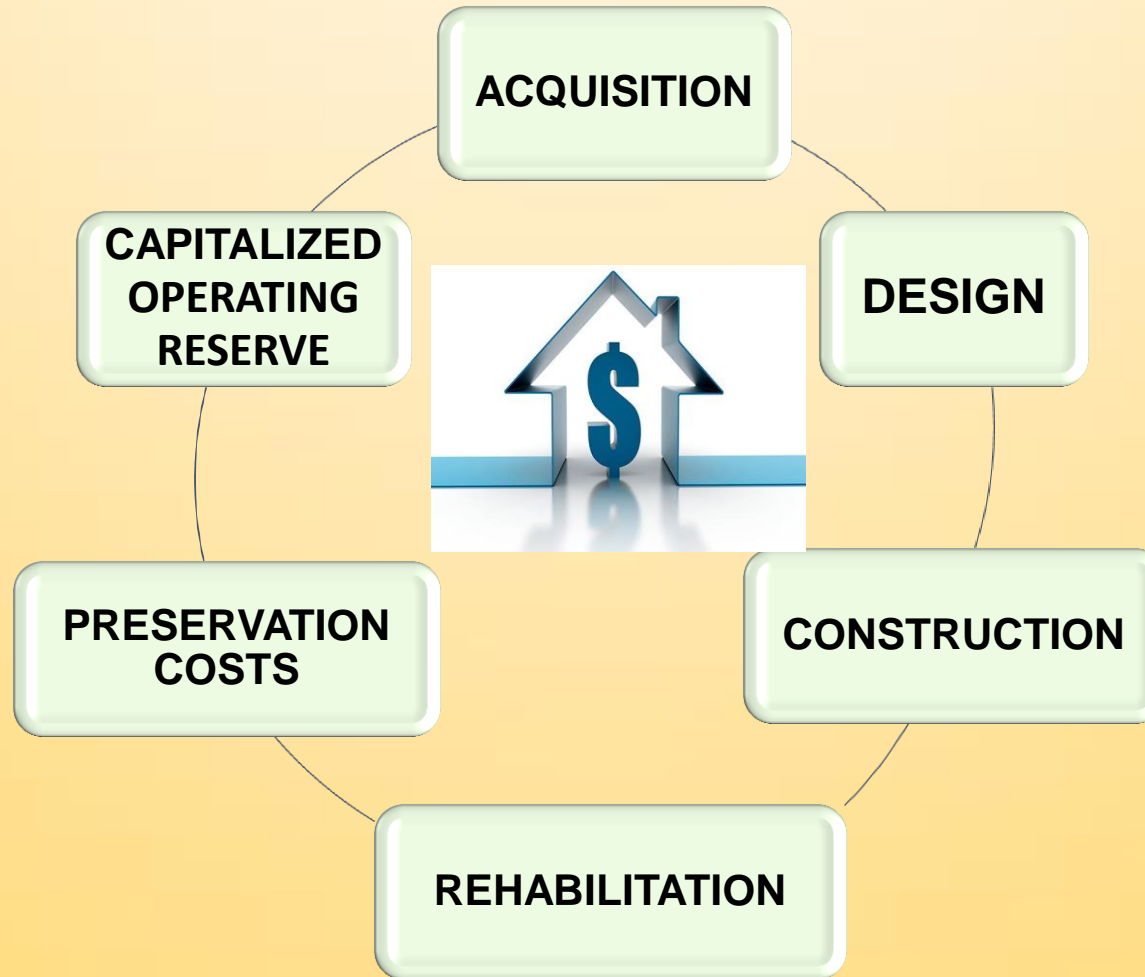 ACQUISITION
DESIGN
CONSTRUCTION
REHABILITATION
PRESERVATION
COSTS
CAPITALIZED
OPERATING
RESERVE
$